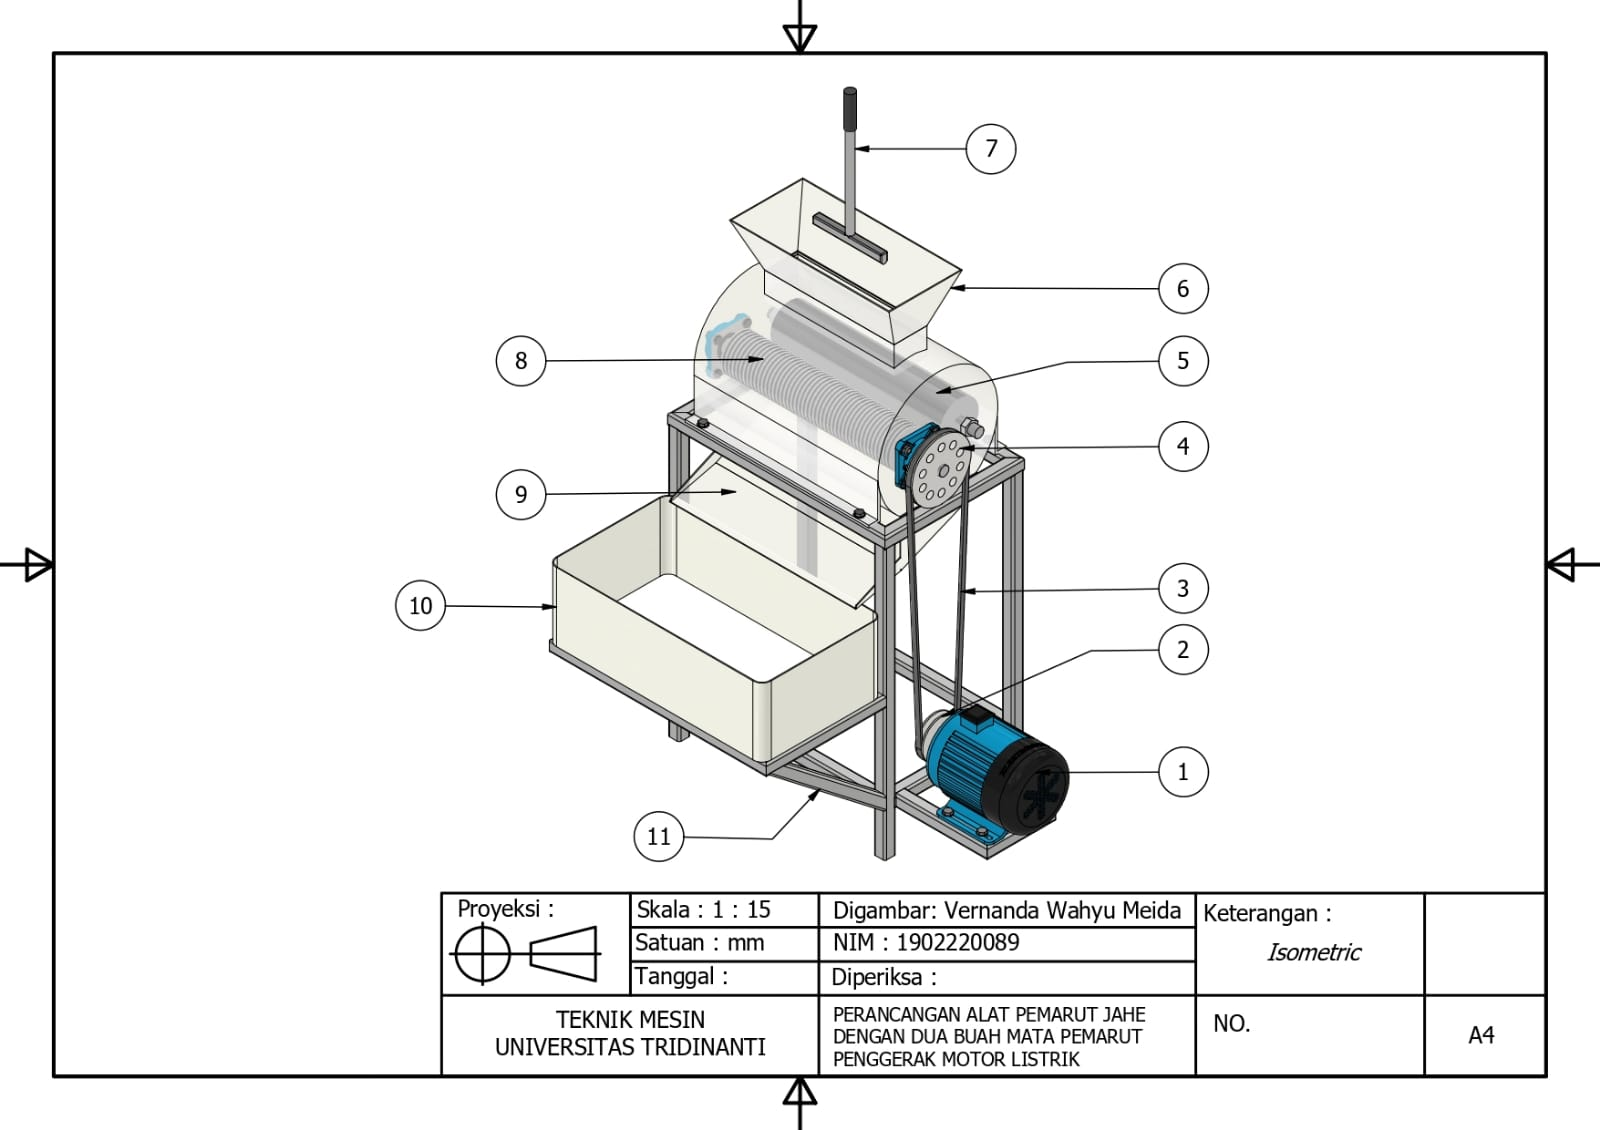 7
6
8
5
4
9
3
10
2
1
11
Proyeksi :
Skala : 1 : 15
Satuan : mm
Tanggal :
Digambar: Vernanda Wahyu Meida
NIM : 1902220089
Diperiksa :
Keterangan :
Isometric
TEKNIK MESIN
UNIVERSITAS TRIDINANTI
PERANCANGAN ALAT PEMARUT JAHE
DENGAN DUA BUAH MATA PEMARUT
PENGGERAK MOTOR LISTRIK
NO.
A4